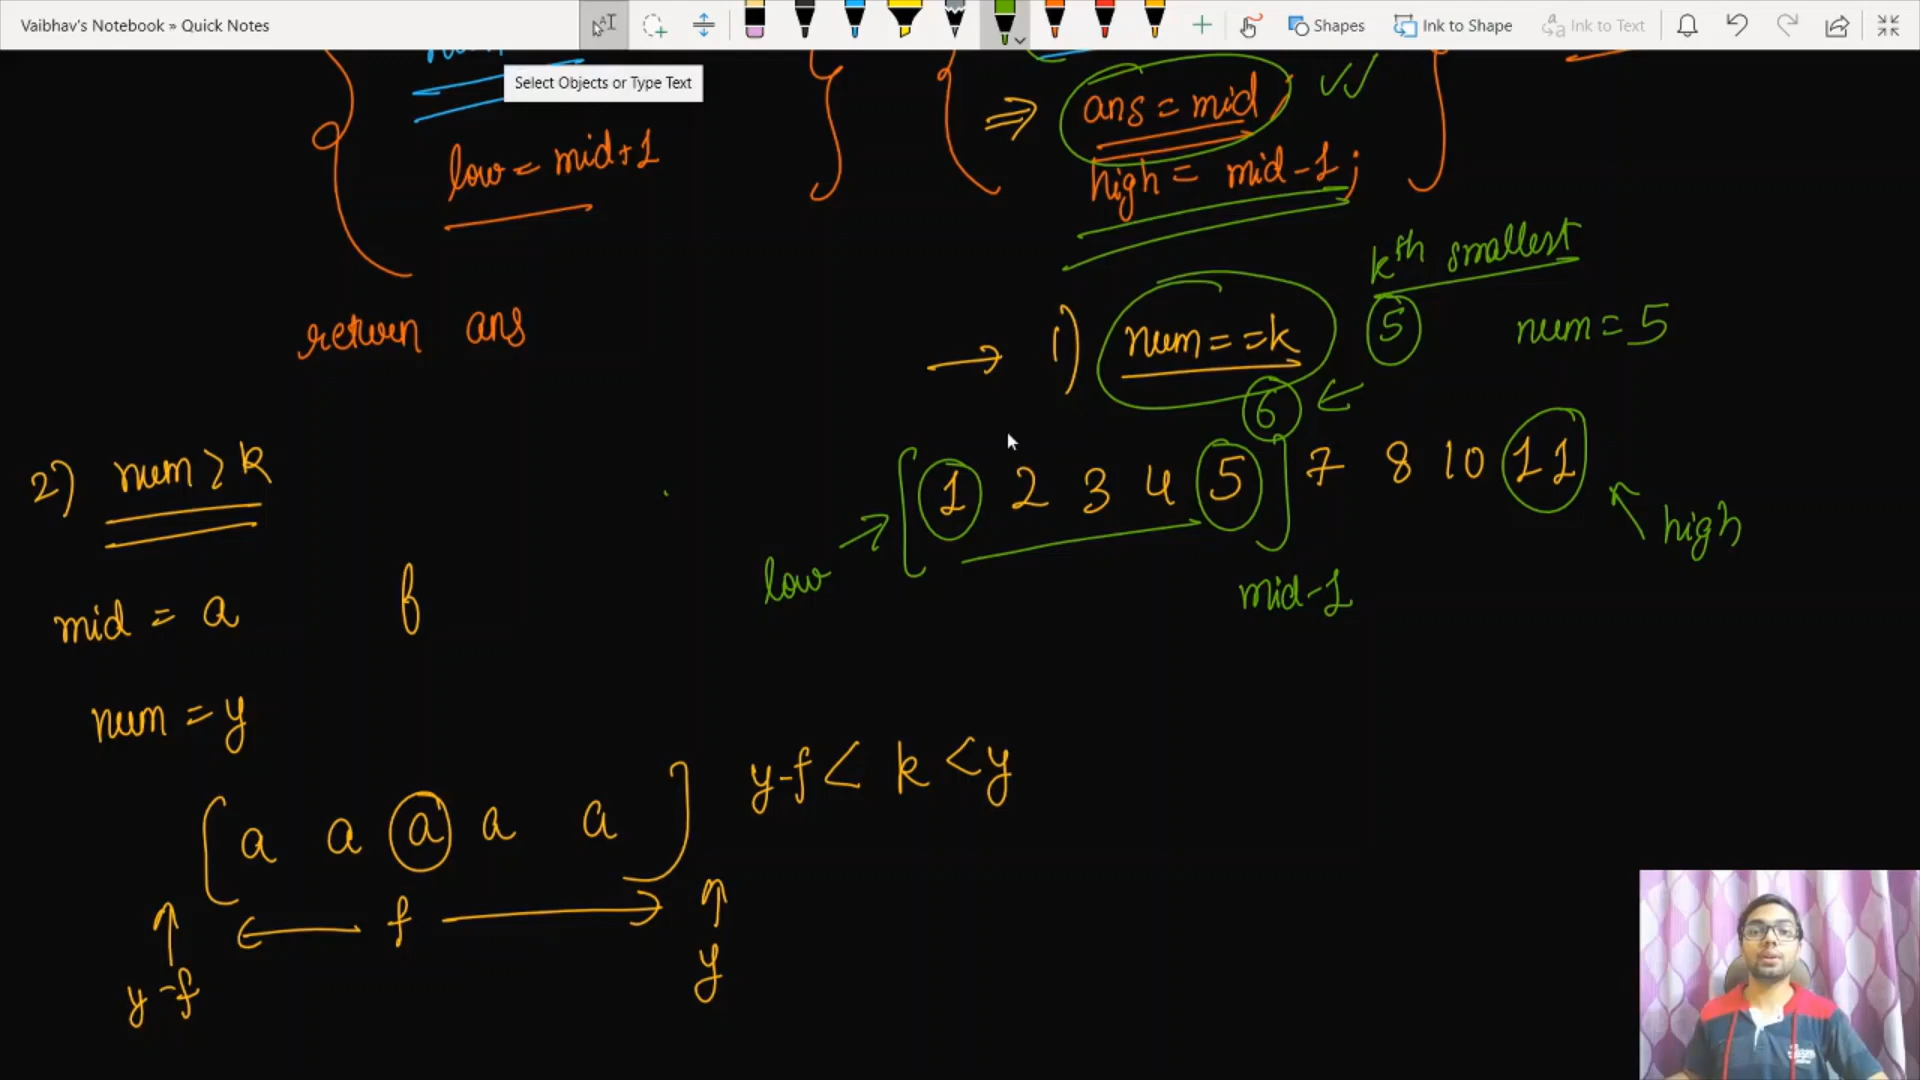 Vaibhav's Notebook » Quick Notes
Shapes
Ink to Shape
Ink to Text
Select Objects or Type Text
low = mid+1
⇒ ans = mid ;
high = mid-1;
return ans
kth smallest
→ 1) num==k
5
num=5
6 ←
2) num > k
[ 1 2 3 4 5 ] 7 8 10 11
low
mid-1
high
mid = a
f
num = y
y-f < k < y
[ a a a a a ]
← f →
y-f
y